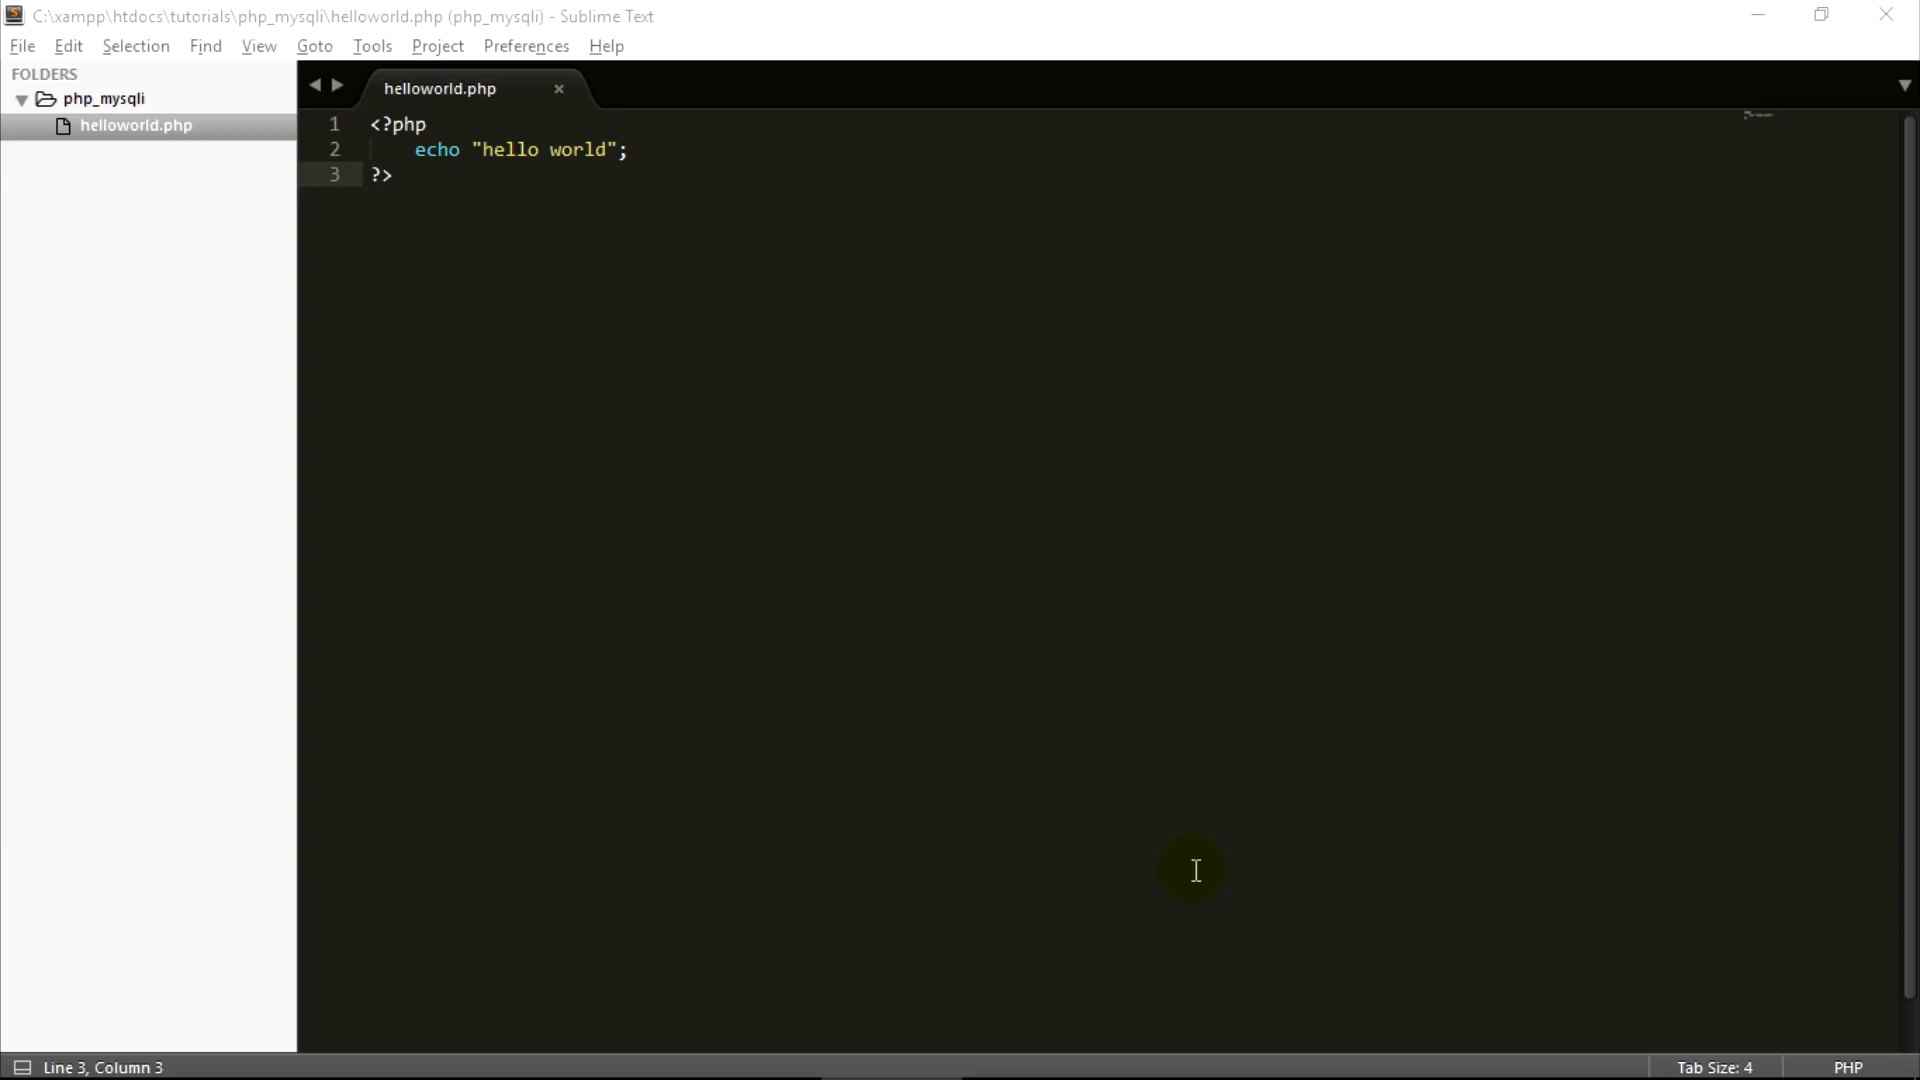 C:\xampp\htdocs\tutorials\php_mysqli\helloworld.php (php_mysqli) - Sublime Text
File Edit Selection Find View Goto Tools Project Preferences Help
FOLDERS
php_mysqli
helloworld.php
helloworld.php
1 <?php
2     echo "hello world";
3 ?>
Line 3, Column 3
Tab Size: 4
PHP